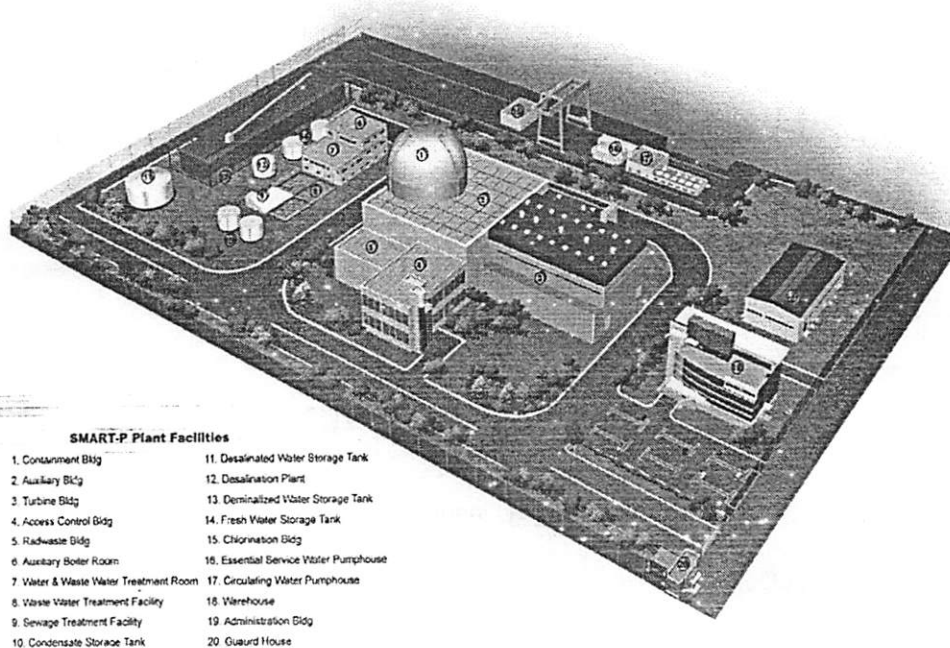 SMART-P Plant Facilities
1. Containment Bldg
2. Auxiliary Bldg
3. Turbine Bldg
4. Access Control Bldg
5. Radwaste Bldg
6 Auxiliary Boiler Room
7 Water & Waste Water Treatment Room
8. Waste Water Treatment Facility
9. Sewage Treatment Facility
10. Condensate Storage Tank
11. Desalinated Water Storage Tank
12. Desalination Plant
13. Deminalized Water Storage Tank
14. Fresh Water Storage Tank
15. Chlorination Bldg
16. Essential Service Water Pumphouse
17. Circulating Water Pumphouse
18. Warehouse
19. Administration Bldg
20. Guaurd House